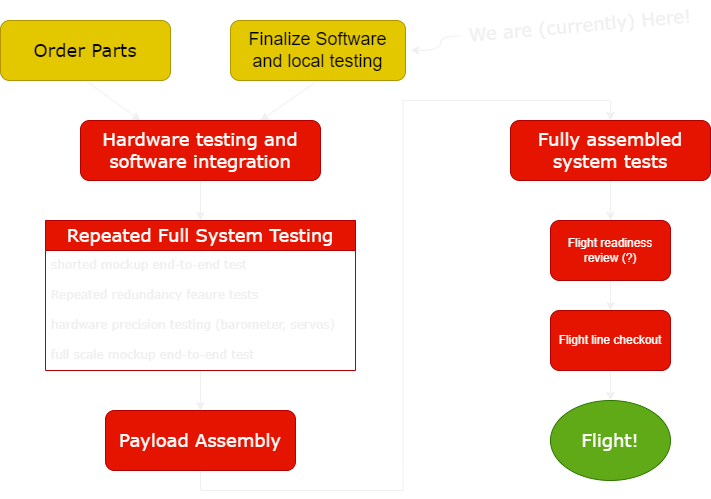 Order Parts
Finalize Software
and local testing
We are (currently) Here!
Hardware testing and
software integration
Repeated Full System Testing
shorted mockup end-to-end test
Repeated redundancy feaure tests
hardware precision testing (barometer, servos)
full scale mockup end-to-end test
Payload Assembly
Fully assembled
system tests
Flight readiness
review (?)
Flight line checkout
Flight!